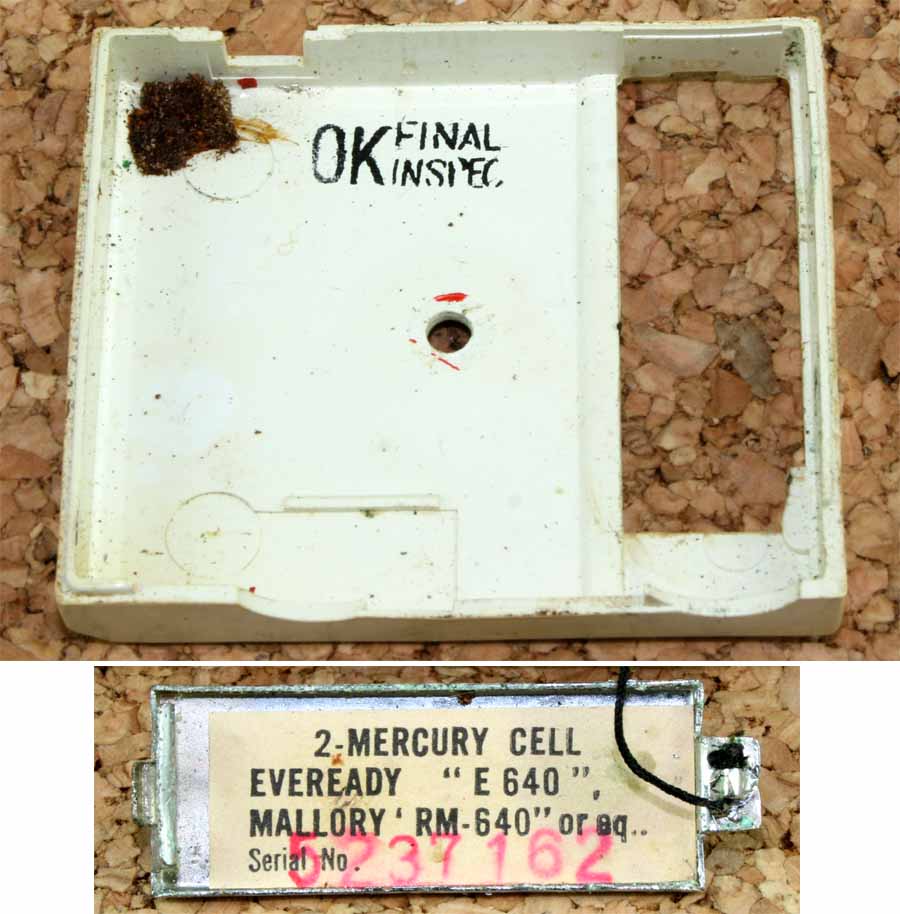 OK FINAL
INSPEC.
2-MERCURY CELL
EVEREADY "E 640",
MALLORY ' RM-640" or eq..
Serial No.
5237162